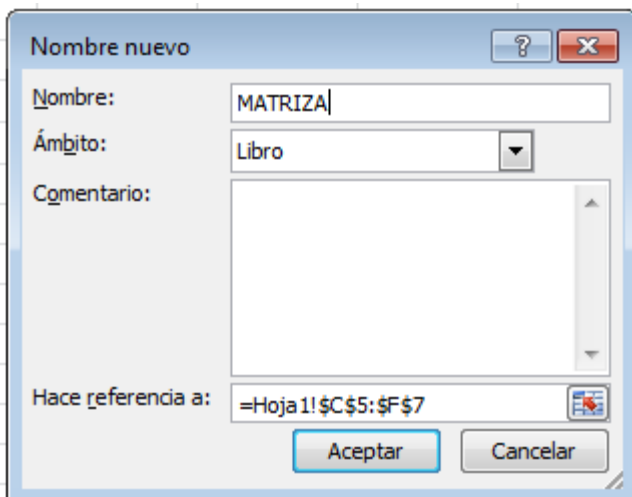 Nombre nuevo
Nombre: MATRIZA
Ámbito: Libro
Comentario:
Hace referencia a: =Hoja1!$C$5:$F$7
Aceptar Cancelar